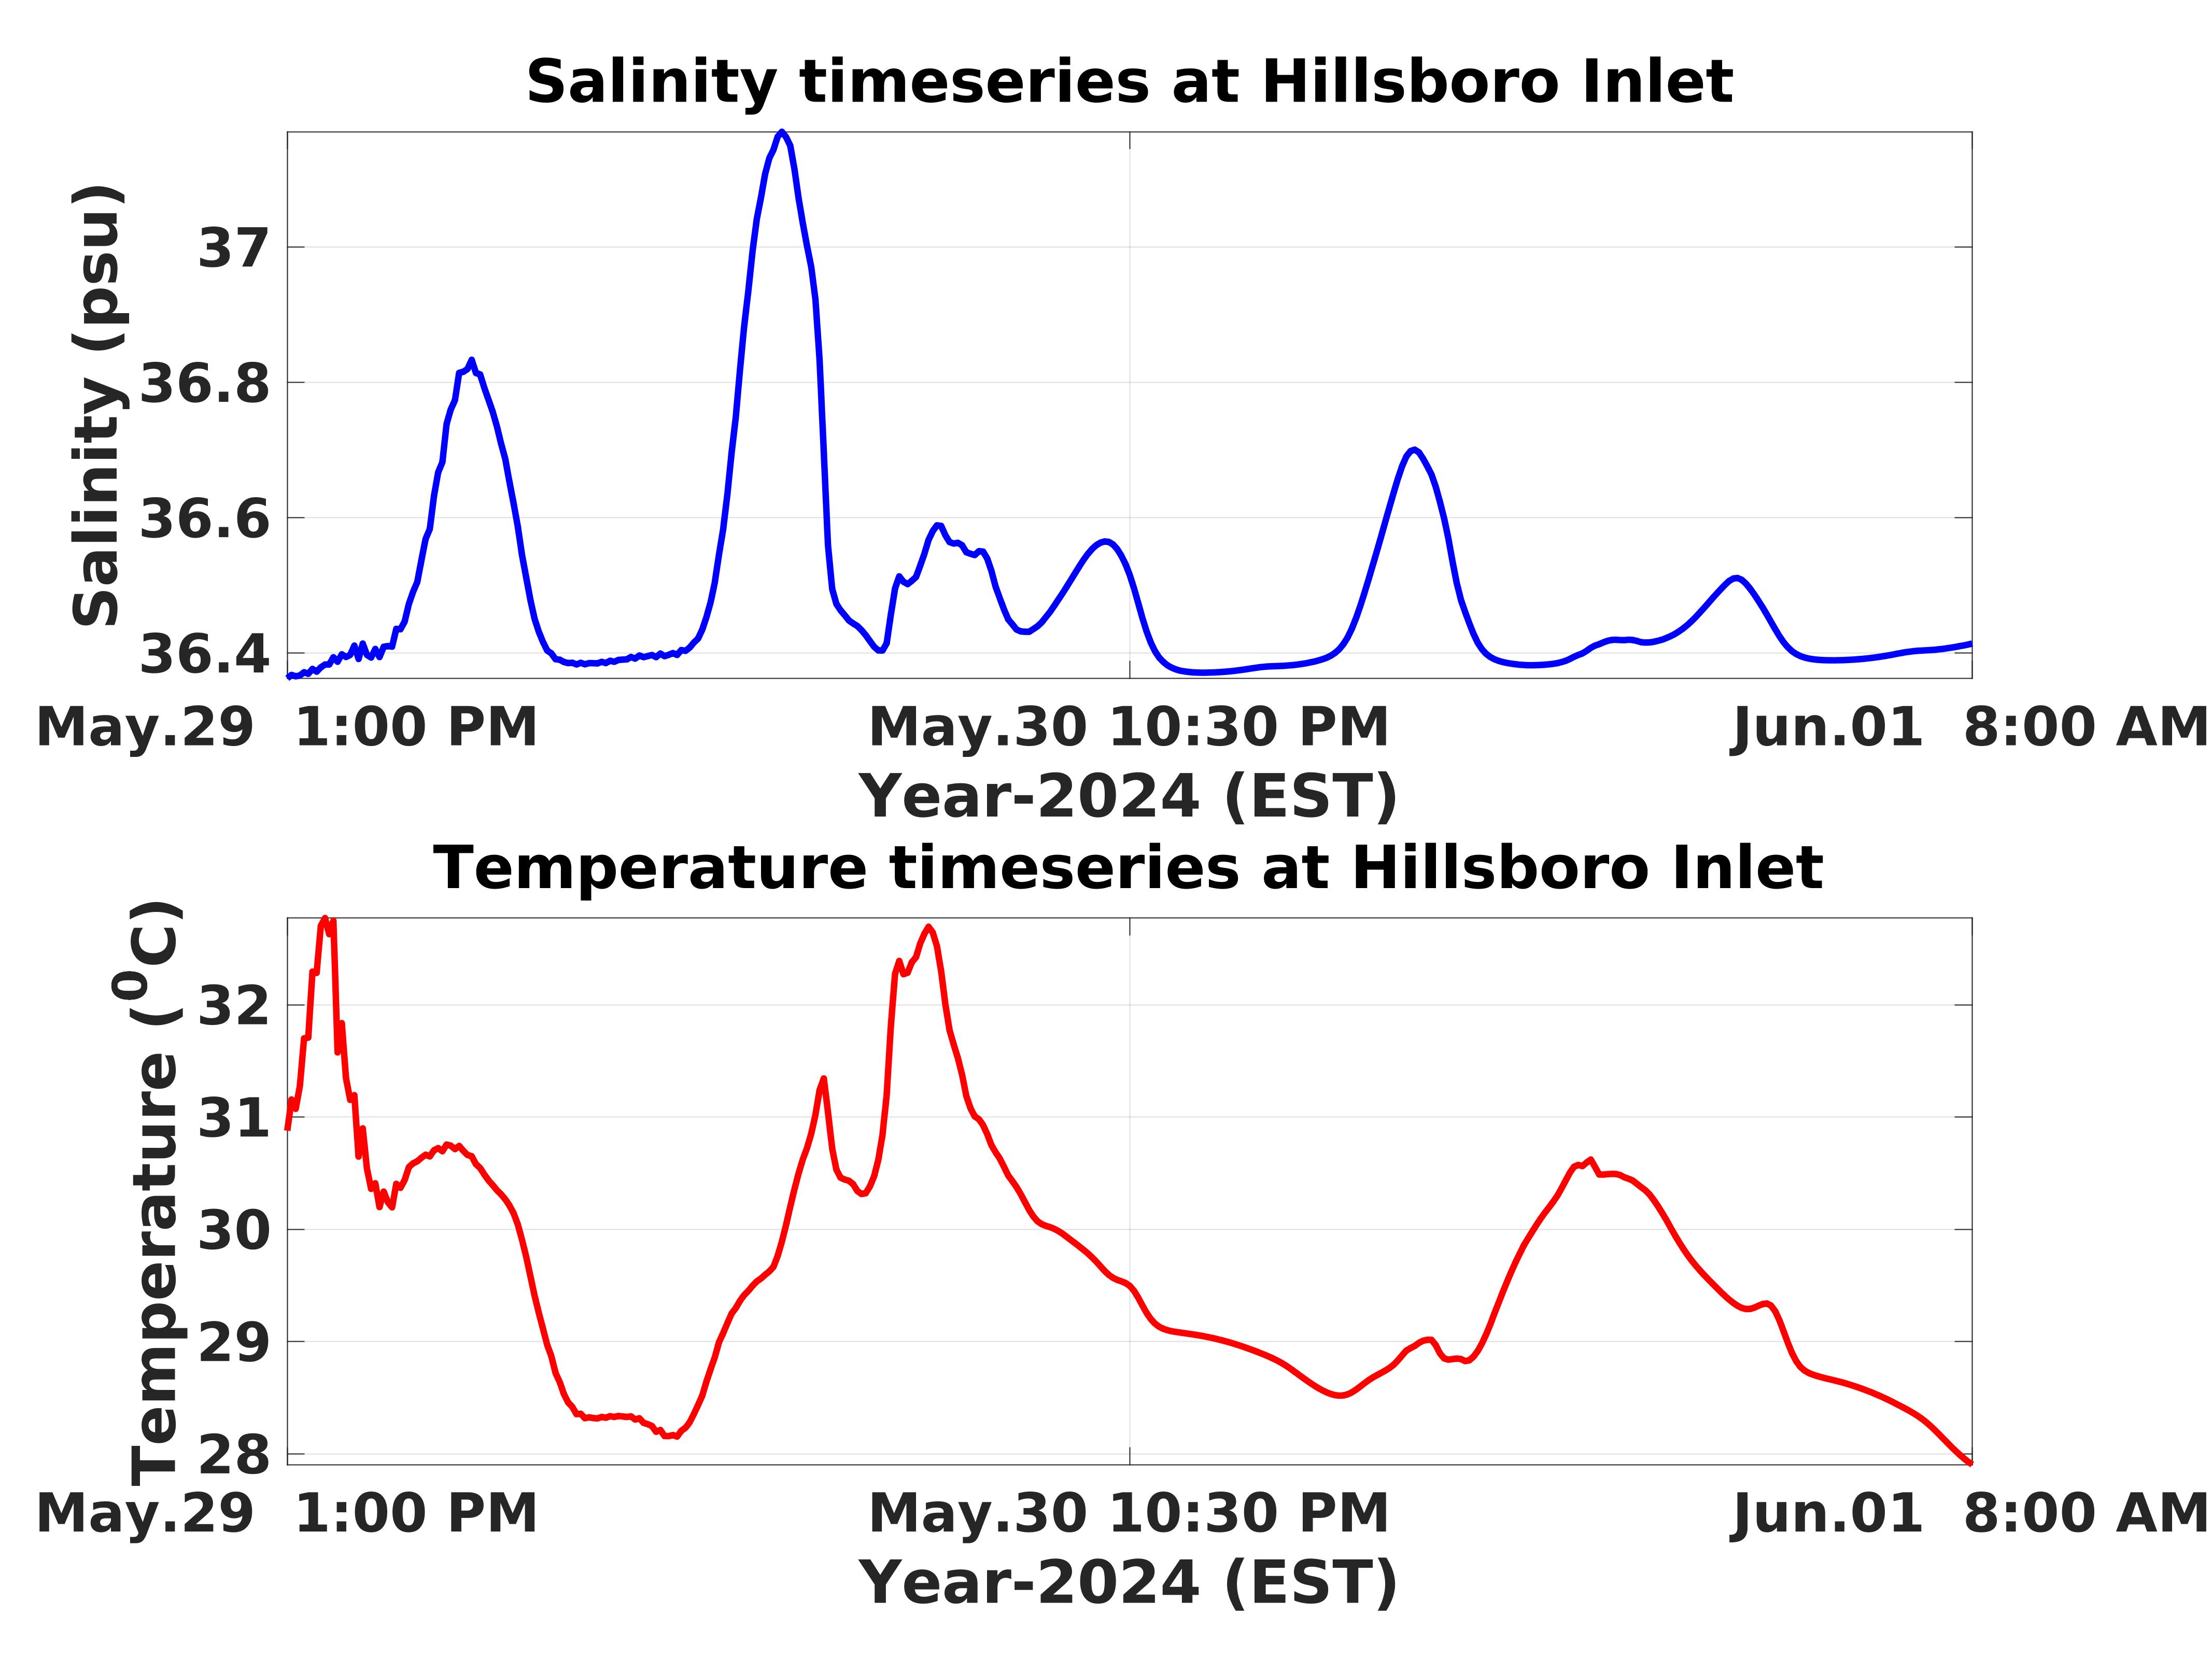 Salinity timeseries at Hillsboro Inlet
Salinity (psu)
37
36.8
36.6
36.4
May.29  1:00 PM
May.30 10:30 PM
Jun.01  8:00 AM
Year-2024 (EST)
Temperature timeseries at Hillsboro Inlet
Temperature (⁰C)
32
31
30
29
28
May.29  1:00 PM
May.30 10:30 PM
Jun.01  8:00 AM
Year-2024 (EST)